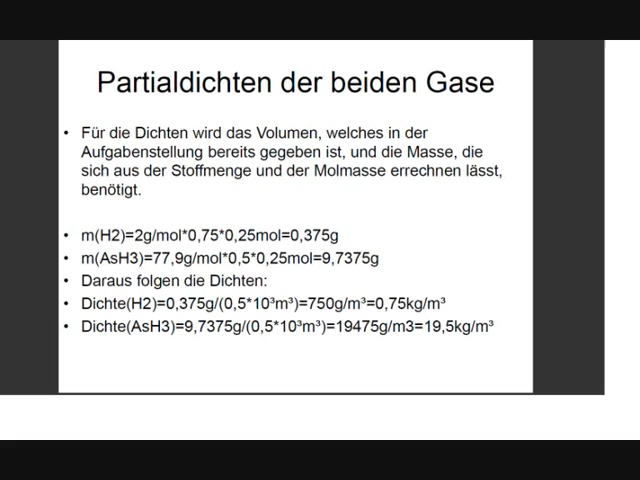 Partialdichten der beiden Gase
• Für die Dichten wird das Volumen, welches in der
Aufgabenstellung bereits gegeben ist, und die Masse, die
sich aus der Stoffmenge und der Molmasse errechnen lässt,
benötigt.
• m(H2)=2g/mol*0,75*0,25mol=0,375g
• m(AsH3)=77,9g/mol*0,5*0,25mol=9,7375g
• Daraus folgen die Dichten:
• Dichte(H2)=0,375g/(0,5*10³m³)=750g/m³=0,75kg/m³
• Dichte(AsH3)=9,7375g/(0,5*10³m³)=19475g/m3=19,5kg/m³